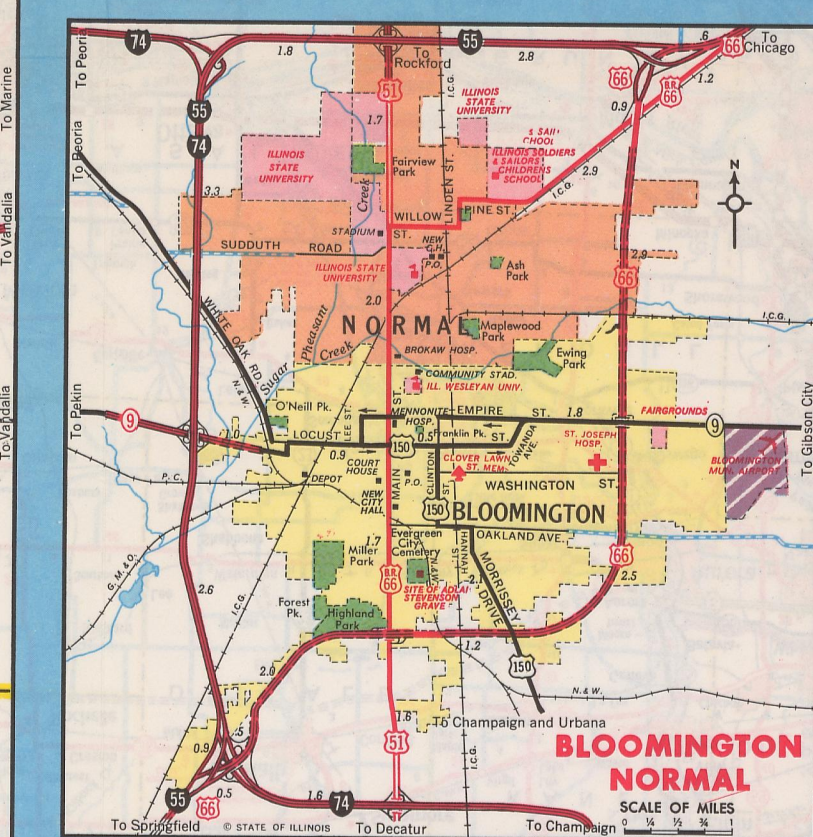 To Marine
To Vandalia
To Vandalia
To Peoria
74
1.8
55
2.8
.6
66
To
Chicago
To
Rockford
I.C.G.
51
66
B.R.
66
1.2
0.9
55
74
1.7
ILLINOIS
STATE
UNIVERSITY
To Peoria
ILLINOIS
STATE
UNIVERSITY
Fairview
Park
ILLINOIS SOLDIERS
& SAILORS
CHILDRENS
SCHOOL
2.9
I.C.G.
N
3.3
Creek
LINDEN ST.
WILLOW
ST.
PINE ST.
STADIUM
SUDDUTH ROAD
NEW
C.H.
P.O.
2.9
ILLINOIS STATE
UNIVERSITY
Ash
Park
66
2.0
WHITE OAK RD.
Pheasant
Creek
NORMAL
Maplewood
Park
I.C.G.
BROKAW HOSP.
Ewing
Park
Sugar
N.& W.
COMMUNITY STAD.
ILL. WESLEYAN UNIV.
To Pekin
9
O'Neill Pk.
LEE ST.
ST.
MENNONITE
HOSP.
EMPIRE ST.
1.8
FAIRGROUNDS
9
To Gibson City
1.0
LOCUST
0.9
150
0.5
Franklin Pk.
ST.
TOWANDA
AVE.
ST. JOSEPH
HOSP.
BLOOMINGTON
MUN. AIRPORT
P. C.
DEPOT
COURT
HOUSE
P.O.
MAIN
CLINTON
ST.
CLOVER LAWN
ST. MEM.
WASHINGTON ST.
NEW
CITY
HALL
150
BLOOMINGTON
G. M.& O.
1.7
Miller
Park
Evergreen
City
Cemetery
HANNAH
ST.
OAKLAND AVE.
66
2.5
2.6
I.C.G.
B.R.
66
N.& W.
MORRISSEY
DRIVE
SITE OF ADLAI
STEVENSON
GRAVE
Forest
Pk.
Highland
Park
1.2
150
2.0
N.& W.
1.6
To Champaign and Urbana
51
I.C.G.
0.9
.5
BLOOMINGTON
NORMAL
SCALE OF MILES
0 ¼ ½ ¾ 1
55
66
0.5
1.6
74
To Springfield
© STATE OF ILLINOIS
To Decatur
To Champaign